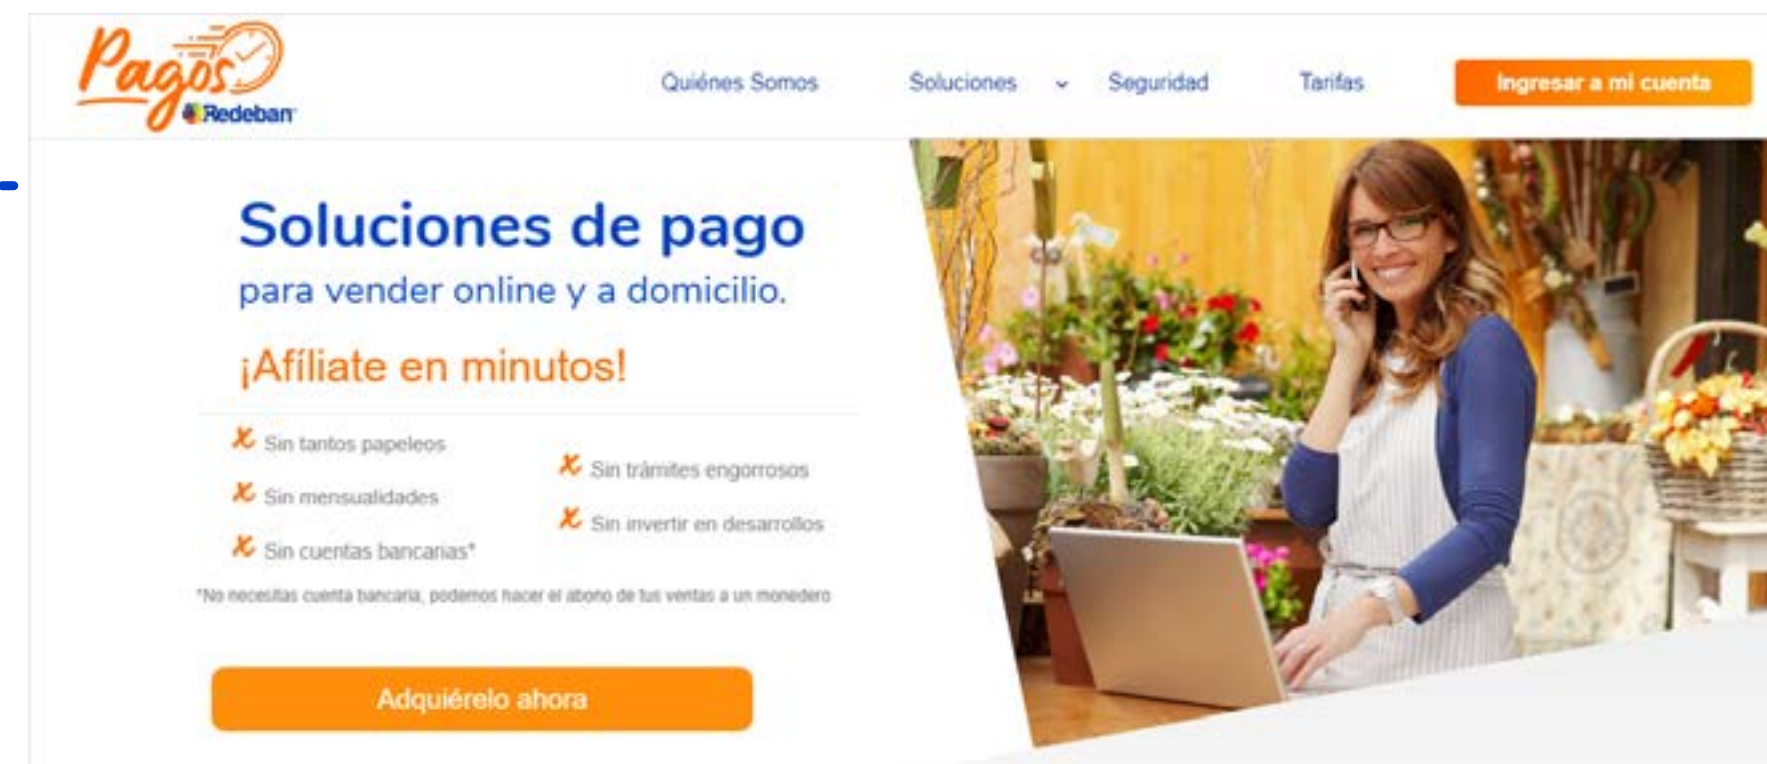 Pagos
Redeban
Quiénes Somos Soluciones Seguridad Tarifas Ingresar a mi cuenta
Soluciones de pago
para vender online y a domicilio.
¡Afíliate en minutos!
Sin tantos papeleos
Sin mensualidades
Sin cuentas bancarias*
Sin trámites engorrosos
Sin invertir en desarrollos
*No necesitas cuenta bancaria, podemos hacer el abono de tus ventas a un monedero
Adquiérelo ahora